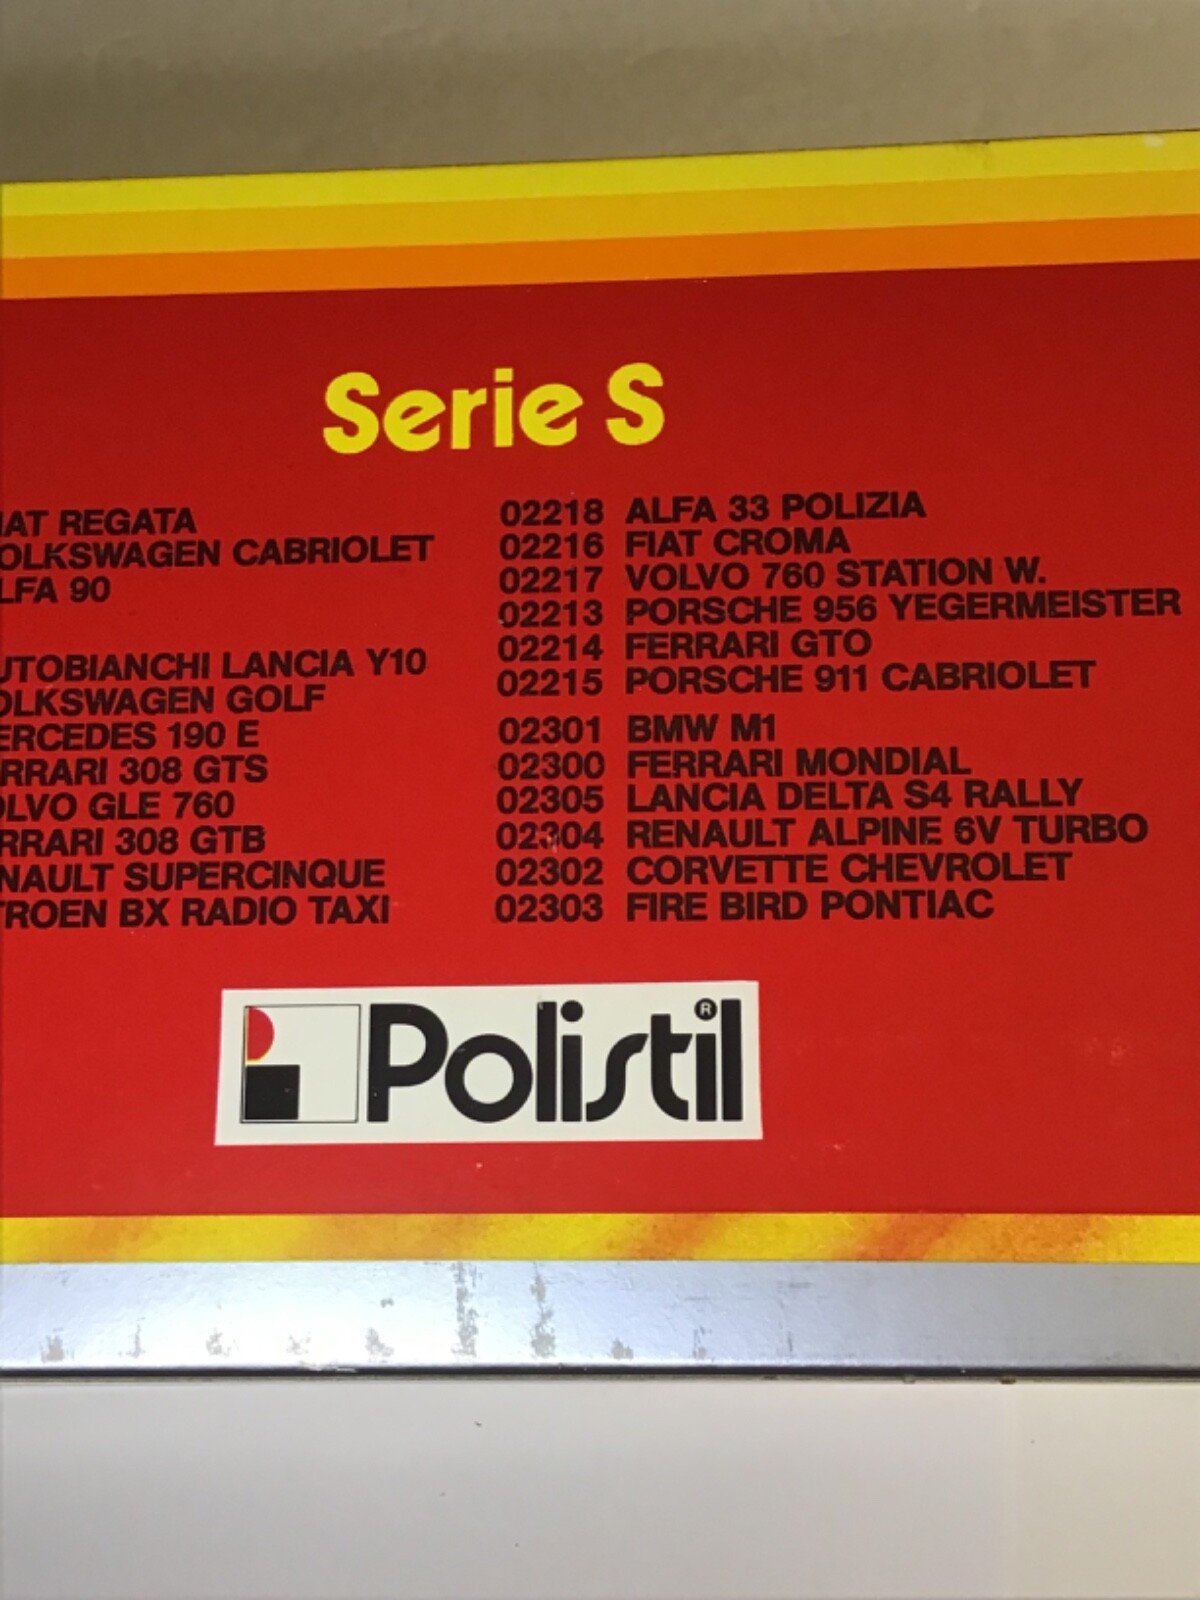 Serie S
IAT REGATA
OLKSWAGEN CABRIOLET
LFA 90
UTOBIANCHI LANCIA Y10
OLKSWAGEN GOLF
ERCEDES 190 E
RRARI 308 GTS
OLVO GLE 760
RRARI 308 GTB
NAULT SUPERCINQUE
TROEN BX RADIO TAXI
02218 ALFA 33 POLIZIA
02216 FIAT CROMA
02217 VOLVO 760 STATION W.
02213 PORSCHE 956 YEGERMEISTER
02214 FERRARI GTO
02215 PORSCHE 911 CABRIOLET
02301 BMW M1
02300 FERRARI MONDIAL
02305 LANCIA DELTA S4 RALLY
02304 RENAULT ALPINE 6V TURBO
02302 CORVETTE CHEVROLET
02303 FIRE BIRD PONTIAC
Polistil®